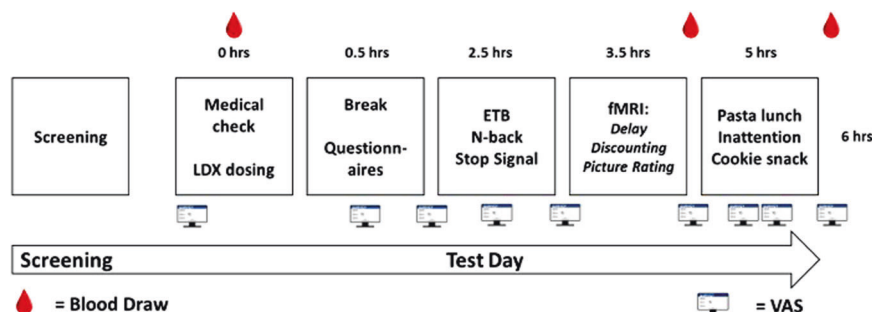 0 hrs
0.5 hrs
2.5 hrs
3.5 hrs
5 hrs
Screening
Medical
check
LDX dosing
Break
Questionn-
aires
ETB
N-back
Stop Signal
fMRI:
Delay
Discounting
Picture Rating
Pasta lunch
Inattention
Cookie snack
6 hrs
Screening
Test Day
= Blood Draw
= VAS